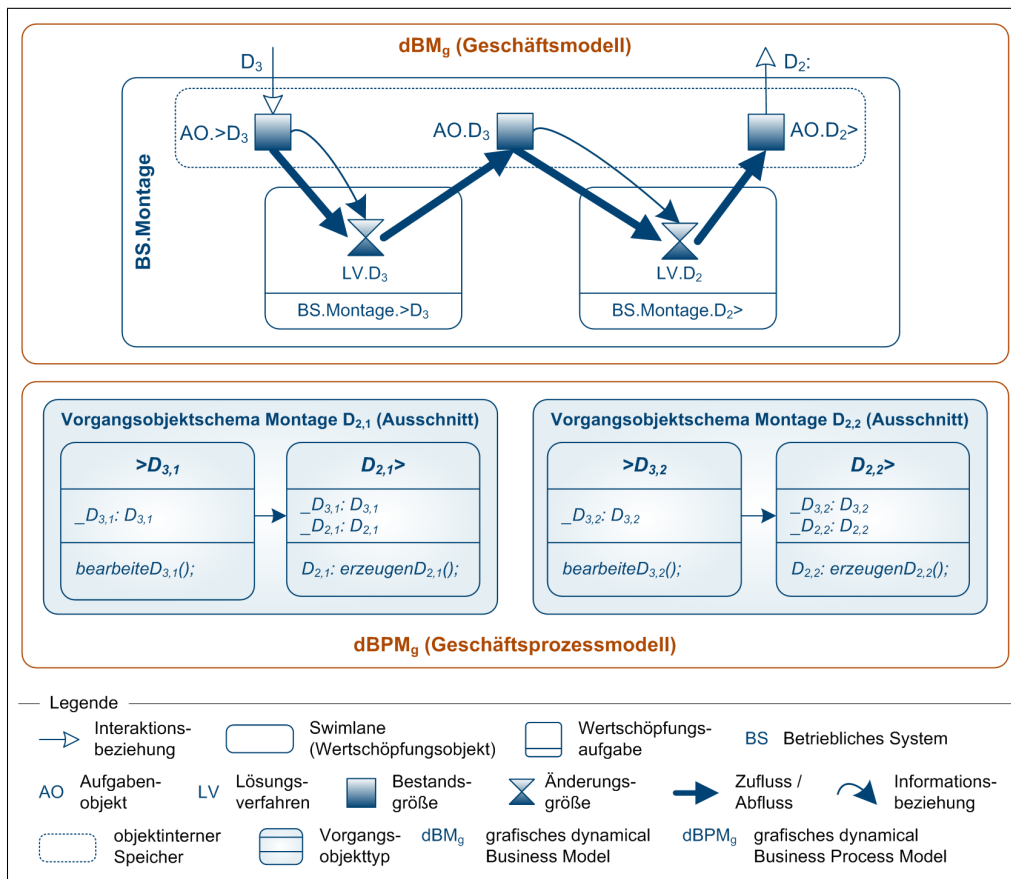 dBMg (Geschäftsmodell)
D3
D2:
AO.>D3
AO.D3
AO.D2>
BS.Montage
LV.D3
LV.D2
BS.Montage.>D3
BS.Montage.D2>
Vorgangsobjektschema Montage D2,1 (Ausschnitt)
>D3,1
_D3,1: D3,1
bearbeiteD3,1();
D2,1>
_D3,1: D3,1
_D2,1: D2,1
D2,1: erzeugenD2,1();
Vorgangsobjektschema Montage D2,2 (Ausschnitt)
>D3,2
_D3,2: D3,2
bearbeiteD3,2();
D2,2>
_D3,2: D3,2
_D2,2: D2,2
D2,2: erzeugenD2,2();
dBPMg (Geschäftsprozessmodell)
Legende
Interaktions-
beziehung
Swimlane
(Wertschöpfungsobjekt)
Wertschöpfungs-
aufgabe
BS Betriebliches System
AO Aufgaben-
objekt
LV Lösungs-
verfahren
Bestands-
größe
Änderungs-
größe
Zufluss /
Abfluss
Informations-
beziehung
objektinterner
Speicher
Vorgangs-
objekttyp
dBMg grafisches dynamical
Business Model
dBPMg grafisches dynamical
Business Process Model